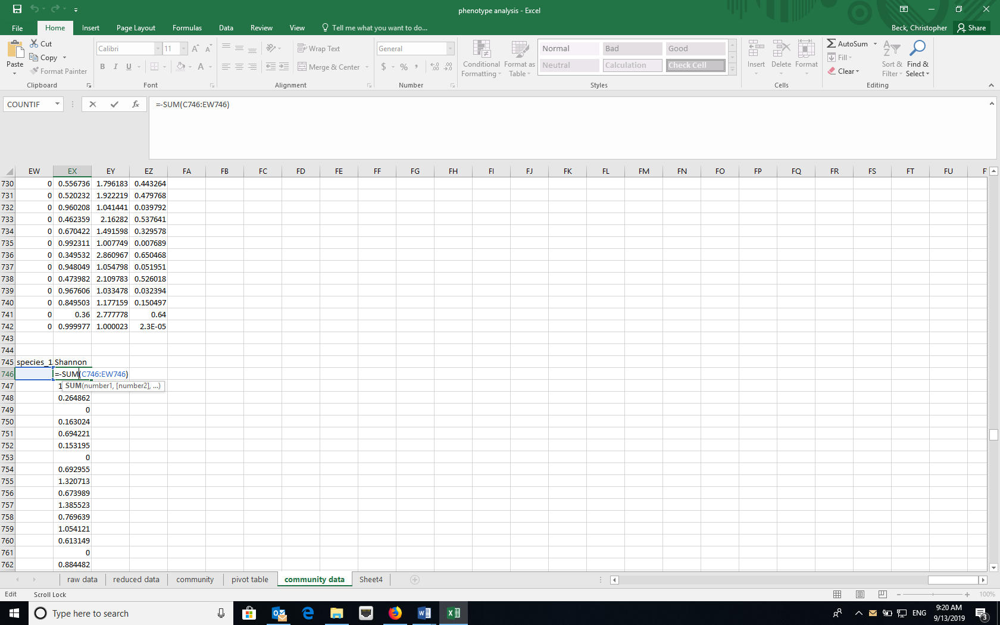 phenotype analysis - Excel
File Home Insert Page Layout Formulas Data Review View Tell me what you want to do... Beck, Christopher Share
Paste Cut Copy Format Painter Clipboard
Calibri 11 B I U A A A Font
Wrap Text Merge & Center Alignment
General $ % , Number
Conditional Formatting Format as Table Normal Bad Good Neutral Calculation Check Cell Styles
Insert Delete Format Cells
AutoSum Fill Clear Sort & Filter Find & Select Editing
COUNTIF fx =-SUM(C746:EW746)
EW EX EY EZ FA FB FC FD FE FF FG FH FI FJ FK FL FM FN FO FP FQ FR FS FT FU F
730 0 0.556736 1.796183 0.443264
731 0 0.520232 1.922219 0.479768
732 0 0.960208 1.041441 0.039792
733 0 0.462359 2.16282 0.537641
734 0 0.670422 1.491598 0.329578
735 0 0.992311 1.007749 0.007689
736 0 0.349532 2.860967 0.650468
737 0 0.948049 1.054798 0.051951
738 0 0.473982 2.109783 0.526018
739 0 0.967606 1.033478 0.032394
740 0 0.849503 1.177159 0.150497
741 0 0.36 2.777778 0.64
742 0 0.999977 1.000023 2.3E-05
743
744
745 species_1 Shannon
746 =-SUM(C746:EW746)
747 1 SUM(number1, [number2], ...)
748 0.264862
749 0
750 0.163024
751 0.694221
752 0.153195
753 0
754 0.692955
755 1.320713
756 0.673989
757 1.385523
758 0.769639
759 1.054121
760 0.613149
761 0
762 0.884482
raw data reduced data community pivot table community data Sheet4
Edit Scroll Lock 100%
Type here to search ENG 9:20 AM
9/13/2019 3